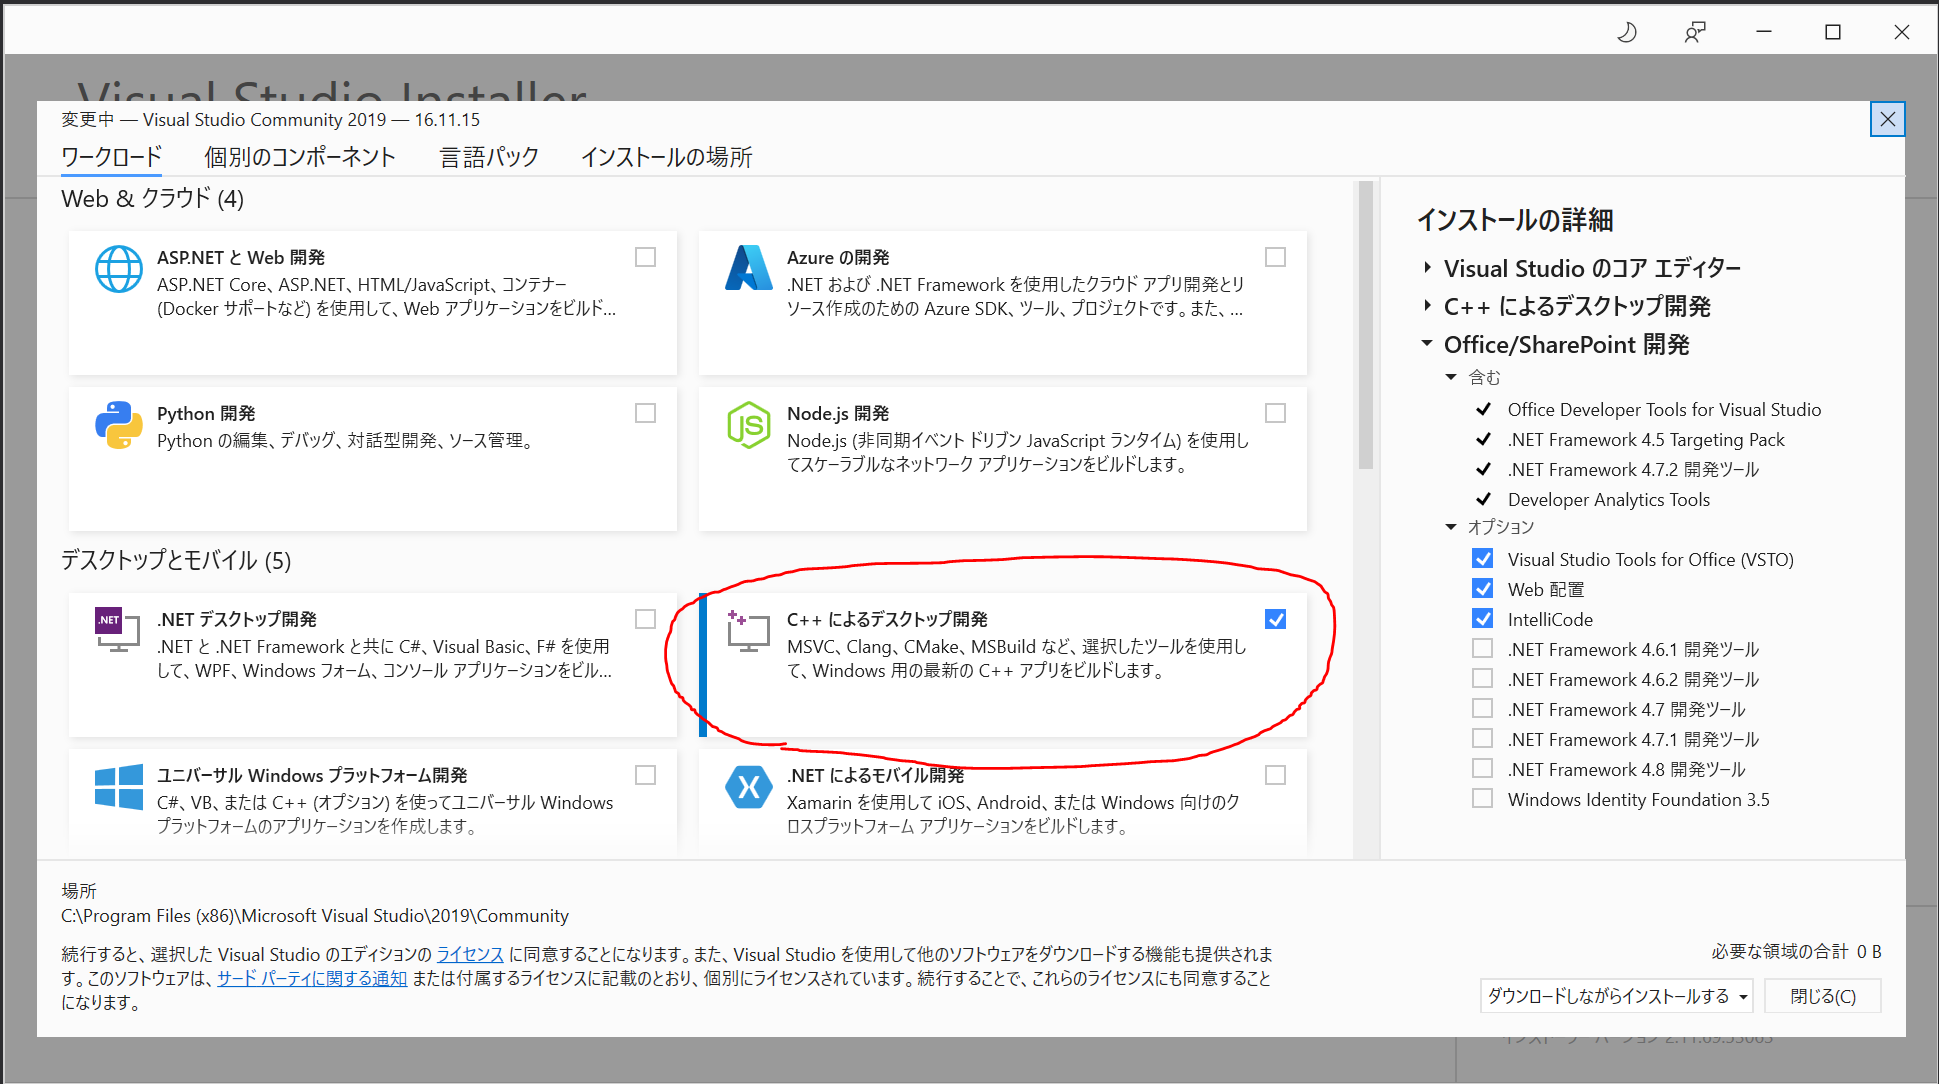 Visual Studio Installer
変更中 — Visual Studio Community 2019 — 16.11.15
ワークロード
個別のコンポーネント
言語パック
インストールの場所
Web & クラウド (4)
ASP.NET と Web 開発
ASP.NET Core、ASP.NET、HTML/JavaScript、コンテナー
(Docker サポートなど) を使用して、Web アプリケーションをビルド...
Azure の開発
.NET および .NET Framework を使用したクラウド アプリ開発とリ
ソース作成のための Azure SDK、ツール、プロジェクトです。また、...
Python 開発
Python の編集、デバッグ、対話型開発、ソース管理。
Node.js 開発
Node.js (非同期イベント ドリブン JavaScript ランタイム) を使用し
てスケーラブルなネットワーク アプリケーションをビルドします。
デスクトップとモバイル (5)
.NET
.NET デスクトップ開発
.NET と .NET Framework と共に C#、Visual Basic、F# を使用
して、WPF、Windows フォーム、コンソール アプリケーションをビル...
C++ によるデスクトップ開発
MSVC、Clang、CMake、MSBuild など、選択したツールを使用し
て、Windows 用の最新の C++ アプリをビルドします。
ユニバーサル Windows プラットフォーム開発
C#、VB、または C++ (オプション) を使ってユニバーサル Windows
プラットフォームのアプリケーションを作成します。
.NET によるモバイル開発
Xamarin を使用して iOS、Android、または Windows 向けのク
ロスプラットフォーム アプリケーションをビルドします。
インストールの詳細
Visual Studio のコア エディター
C++ によるデスクトップ開発
Office/SharePoint 開発
含む
Office Developer Tools for Visual Studio
.NET Framework 4.5 Targeting Pack
.NET Framework 4.7.2 開発ツール
Developer Analytics Tools
オプション
Visual Studio Tools for Office (VSTO)
Web 配置
IntelliCode
.NET Framework 4.6.1 開発ツール
.NET Framework 4.6.2 開発ツール
.NET Framework 4.7 開発ツール
.NET Framework 4.7.1 開発ツール
.NET Framework 4.8 開発ツール
Windows Identity Foundation 3.5
場所
C:\Program Files (x86)\Microsoft Visual Studio\2019\Community
続行すると、選択した Visual Studio のエディションの ライセンス に同意することになります。また、Visual Studio を使用して他のソフトウェアをダウンロードする機能も提供されま
す。このソフトウェアは、サード パーティに関する通知 または付属するライセンスに記載のとおり、個別にライセンスされています。続行することで、これらのライセンスにも同意すること
になります。
必要な領域の合計 0 B
ダウンロードしながらインストールする
閉じる(C)